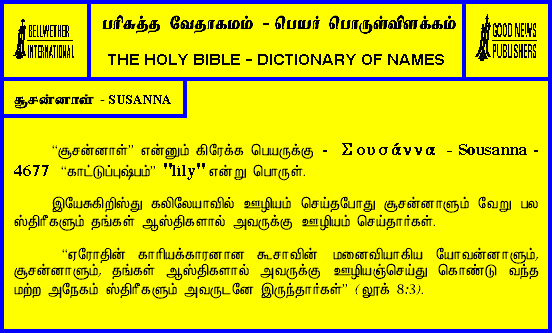 BELLWETHER
INTERNATIONAL
பரிசுத்த வேதாகமம் - பெயர் பொருள்விளக்கம்
THE HOLY BIBLE - DICTIONARY OF NAMES
GOOD NEWS
PUBLISHERS
சூசன்னாள் - SUSANNA
“சூசன்னாள்” என்னும் கிரேக்க பெயருக்கு - Σουσάννα - Sousanna -
4677 “காட்டுப்புஷ்பம்” "lily" என்று பொருள்.
இயேசுகிறிஸ்து கலிலேயாவில் ஊழியம் செய்தபோது சூசன்னாளும் வேறு பல
ஸ்திரீகளும் தங்கள் ஆஸ்திகளால் அவருக்கு ஊழியம் செய்தார்கள்.
“ஏரோதின் காரியக்காரனான கூசாவின் மனைவியாகிய யோவன்னாளும்,
சூசன்னாளும், தங்கள் ஆஸ்திகளால் அவருக்கு ஊழியஞ்செய்து கொண்டு வந்த
மற்ற அநேகம் ஸ்திரீகளும் அவருடனே இருந்தார்கள்” (லூக் 8:3).